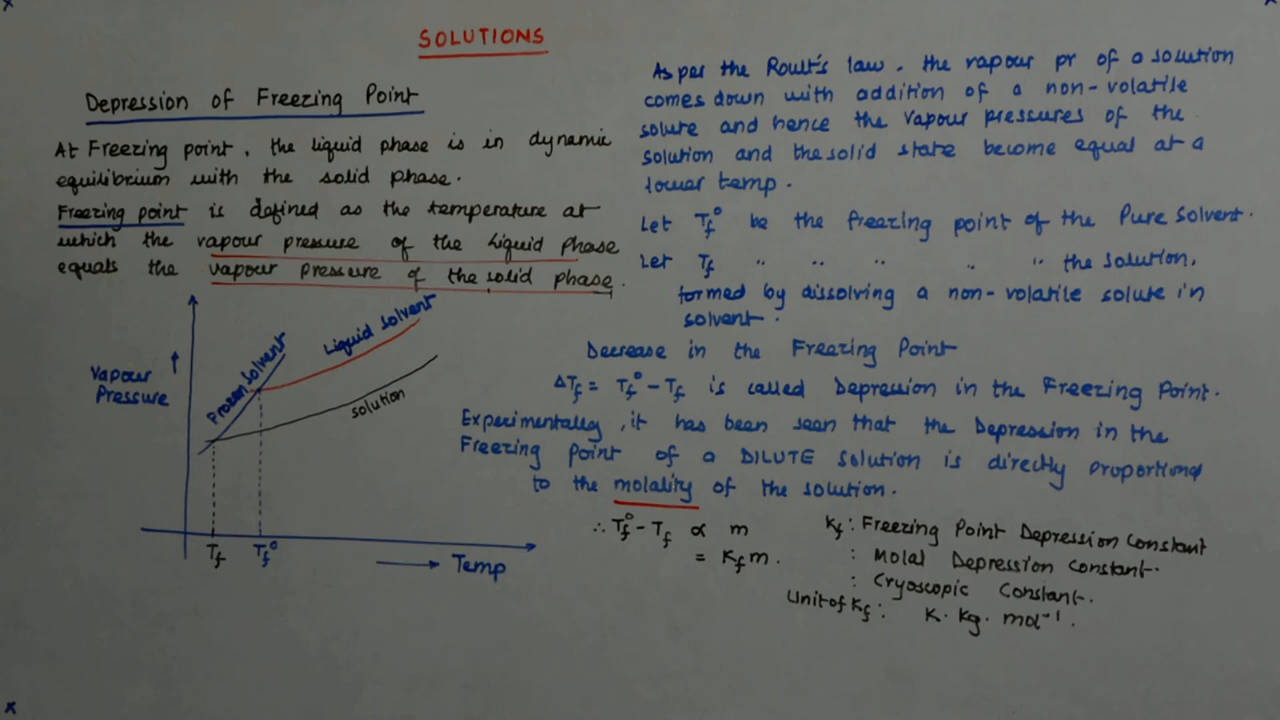 SOLUTIONS
Depression of Freezing Point
At Freezing point, the liquid phase is in dynamic
equilibrium with the solid phase.
Freezing point is defined as the temperature at
which the vapour pressure of the liquid phase
equals the vapour pressure of the solid phase.
Vapour
Pressure
Frozen Solvent
Liquid Solvent
solution
Tf
Tf°
Temp
As per the Roult's law, the vapour pr of a solution
comes down with addition of a non-volatile
solute and hence the vapour pressures of the
solution and the solid state become equal at a
lower temp.
Let Tf° be the freezing point of the Pure Solvent.
Let Tf " " " " " the solution,
formed by dissolving a non-volatile solute in
solvent.
Decrease in the Freezing Point
ΔTf = Tf° - Tf is called Depression in the Freezing Point.
Experimentally, it has been seen that the Depression in the
Freezing Point of a DILUTE solution is directly proportional
to the molality of the solution.
∴ Tf° - Tf α m
= Kf m.
Kf : Freezing Point Depression Constant
: Molal Depression Constant.
: Cryoscopic Constant.
Unit of Kf : K. Kg. mol⁻¹.